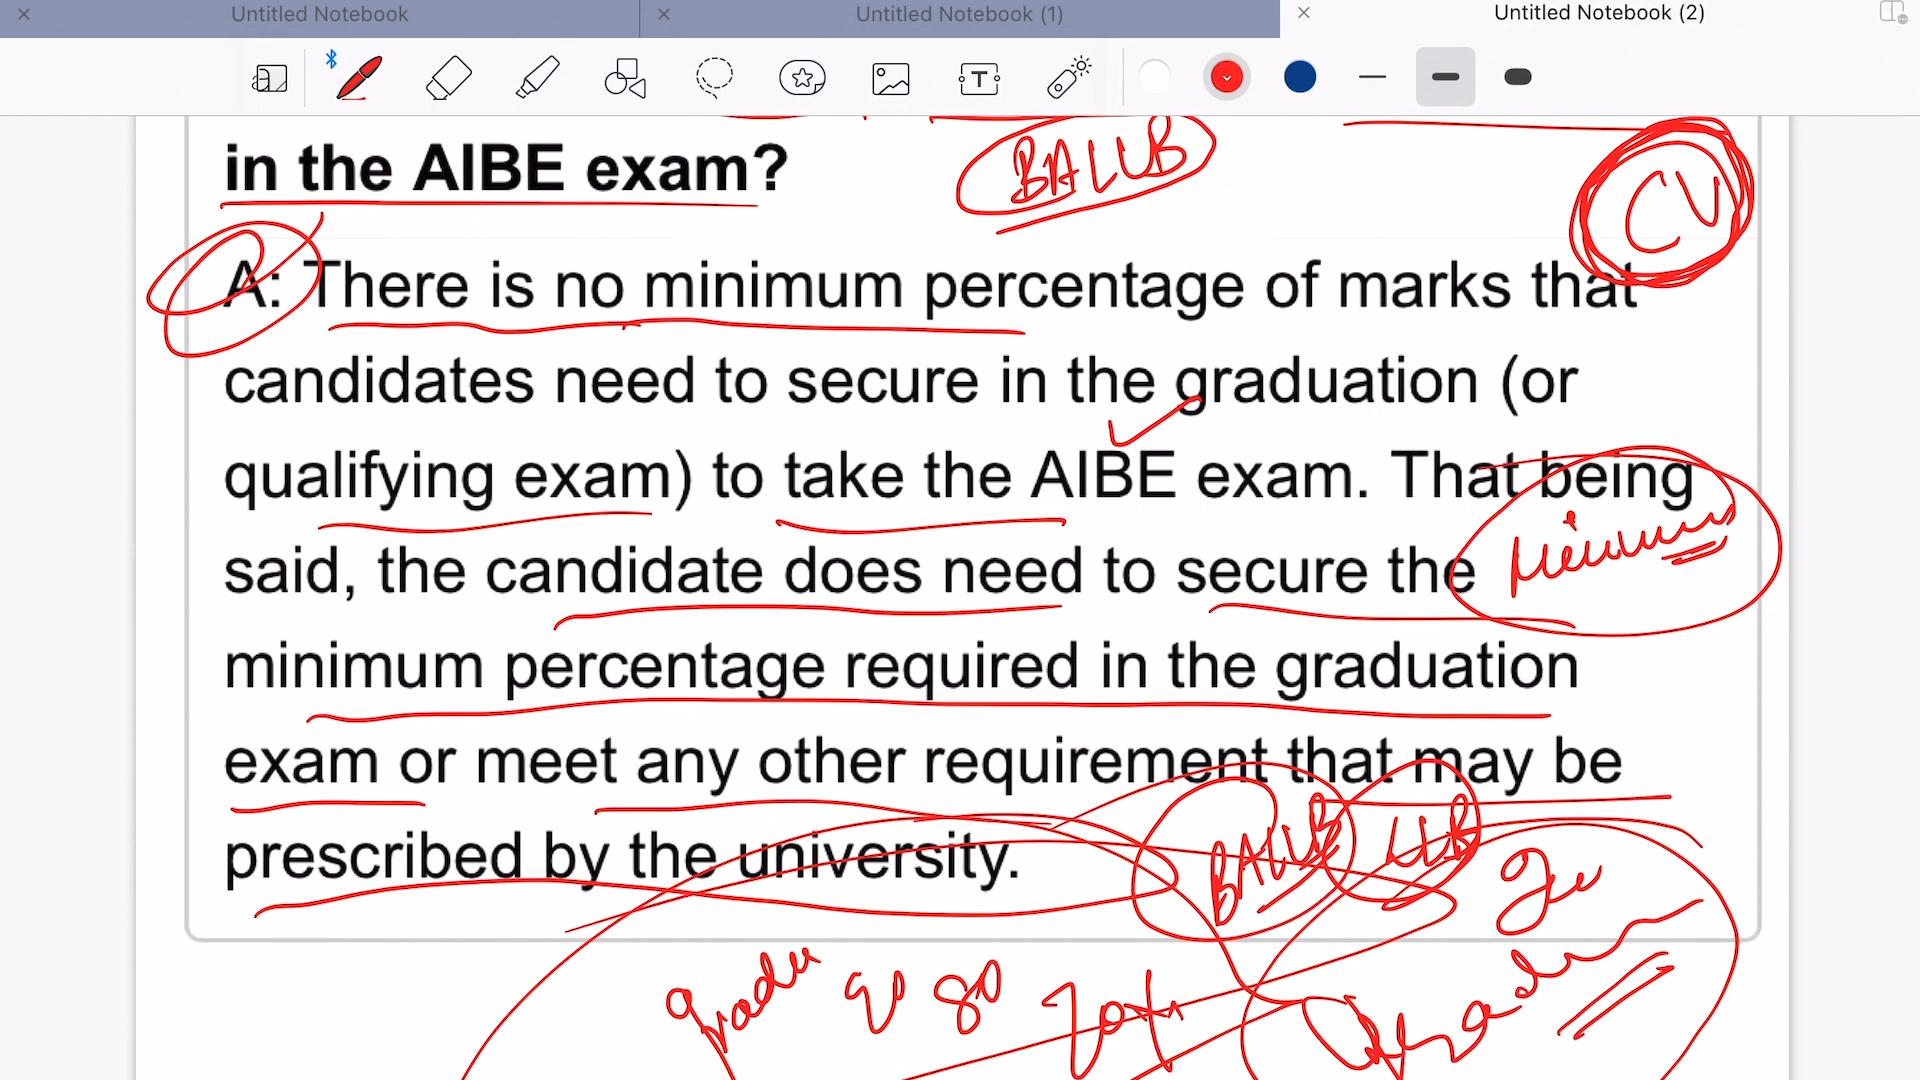 Untitled Notebook
Untitled Notebook (1)
Untitled Notebook (2)
in the AIBE exam?
BALLB
CV
A: There is no minimum percentage of marks that
candidates need to secure in the graduation (or
qualifying exam) to take the AIBE exam. That being
said, the candidate does need to secure the
minimum percentage required in the graduation
exam or meet any other requirement that may be
prescribed by the university.
BALLB LLB
90 80